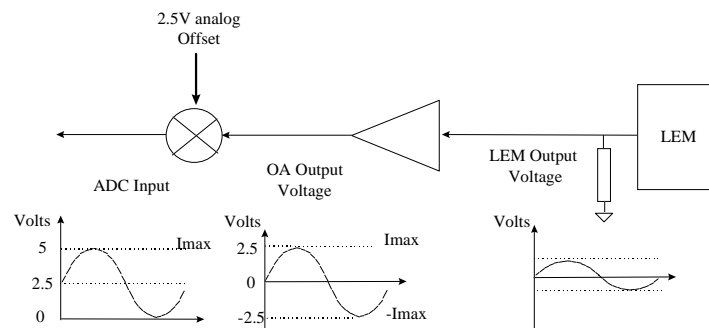 2.5V analog
Offset
LEM
ADC Input
OA Output
Voltage
LEM Output
Voltage
Volts
5
2.5
0
Imax
Volts
2.5
0
-2.5
Imax
-Imax
Volts